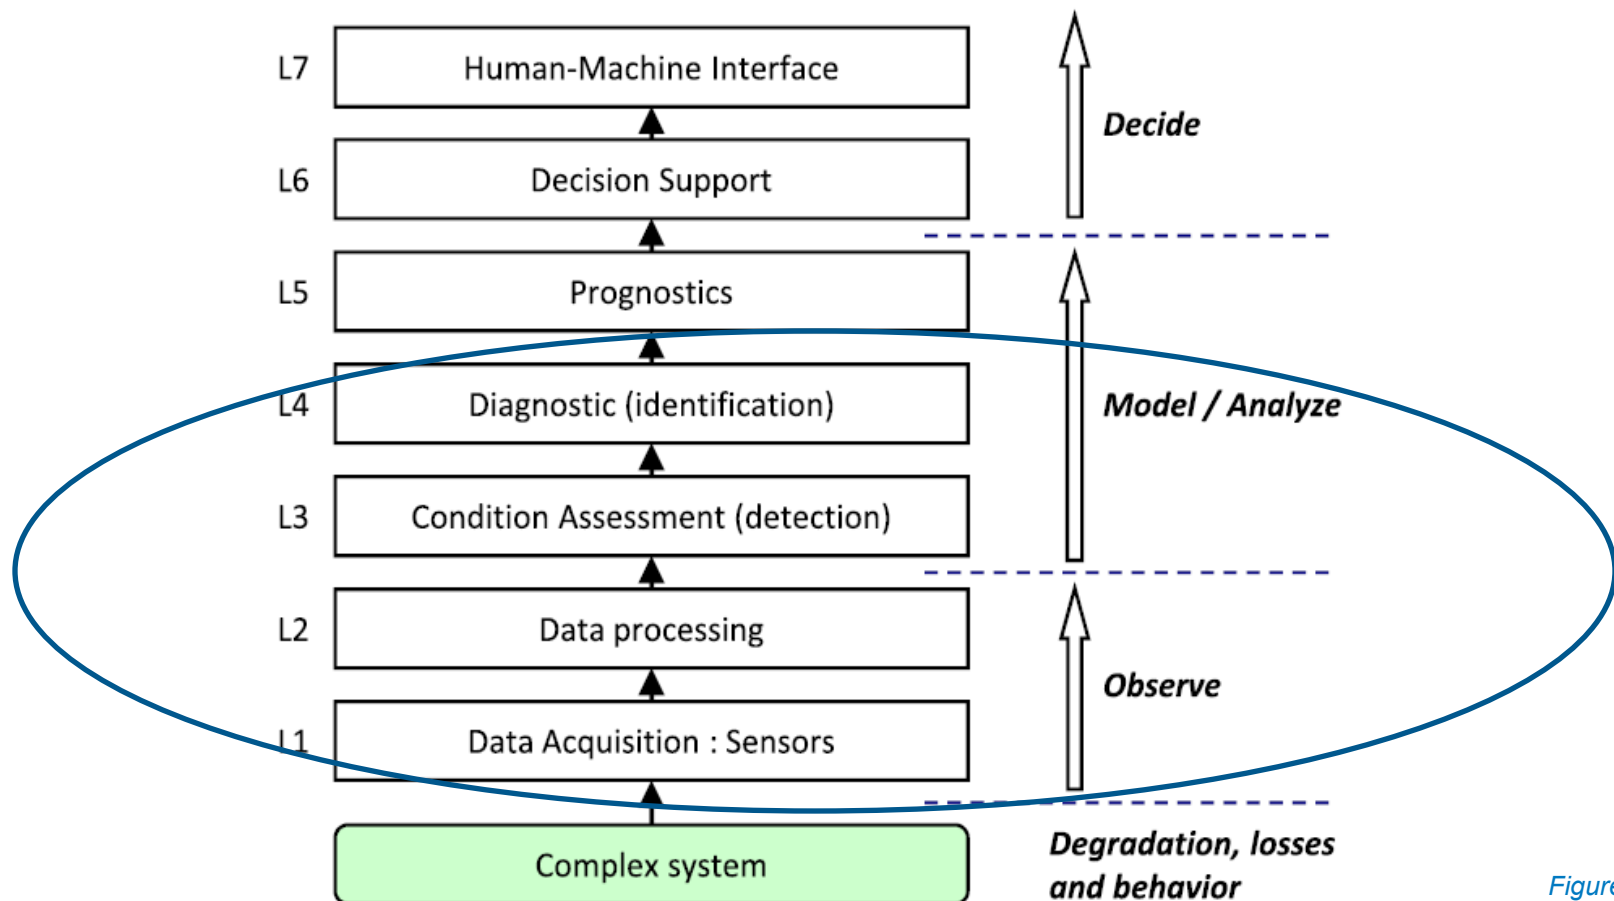 L7 Human-Machine Interface
Decide
L6 Decision Support
L5 Prognostics
L4 Diagnostic (identification)
Model / Analyze
L3 Condition Assessment (detection)
L2 Data processing
Observe
L1 Data Acquisition : Sensors
Complex system
Degradation, losses
and behavior
Figure